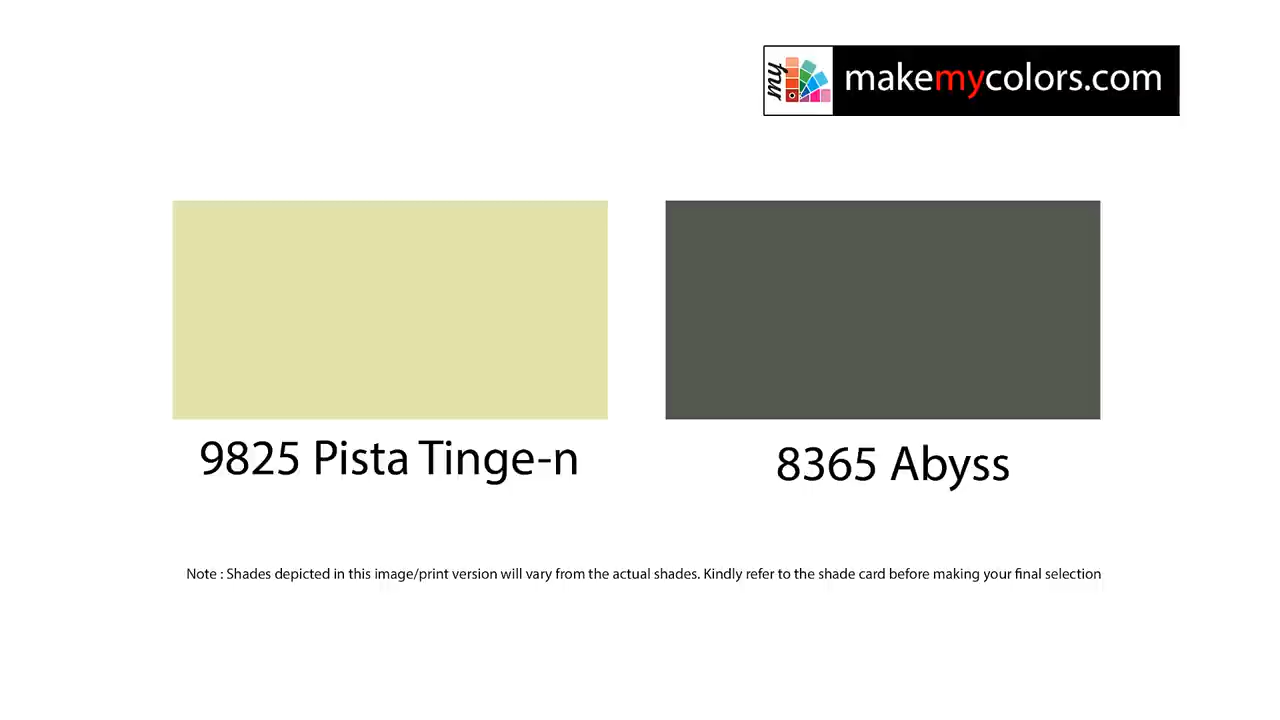 my makemycolors.com
9825 Pista Tinge-n
8365 Abyss
Note : Shades depicted in this image/print version will vary from the actual shades. Kindly refer to the shade card before making your final selection